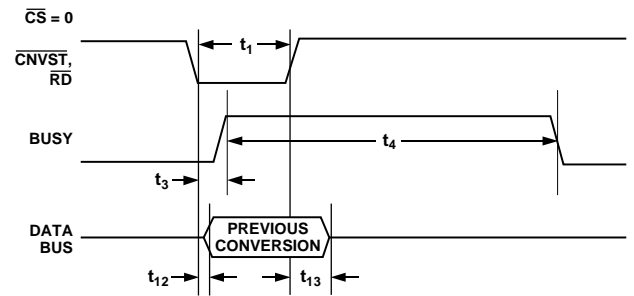 CS = 0
t1
CNVST,
RD
BUSY
t4
t3
DATA
BUS
PREVIOUS
CONVERSION
t12
t13